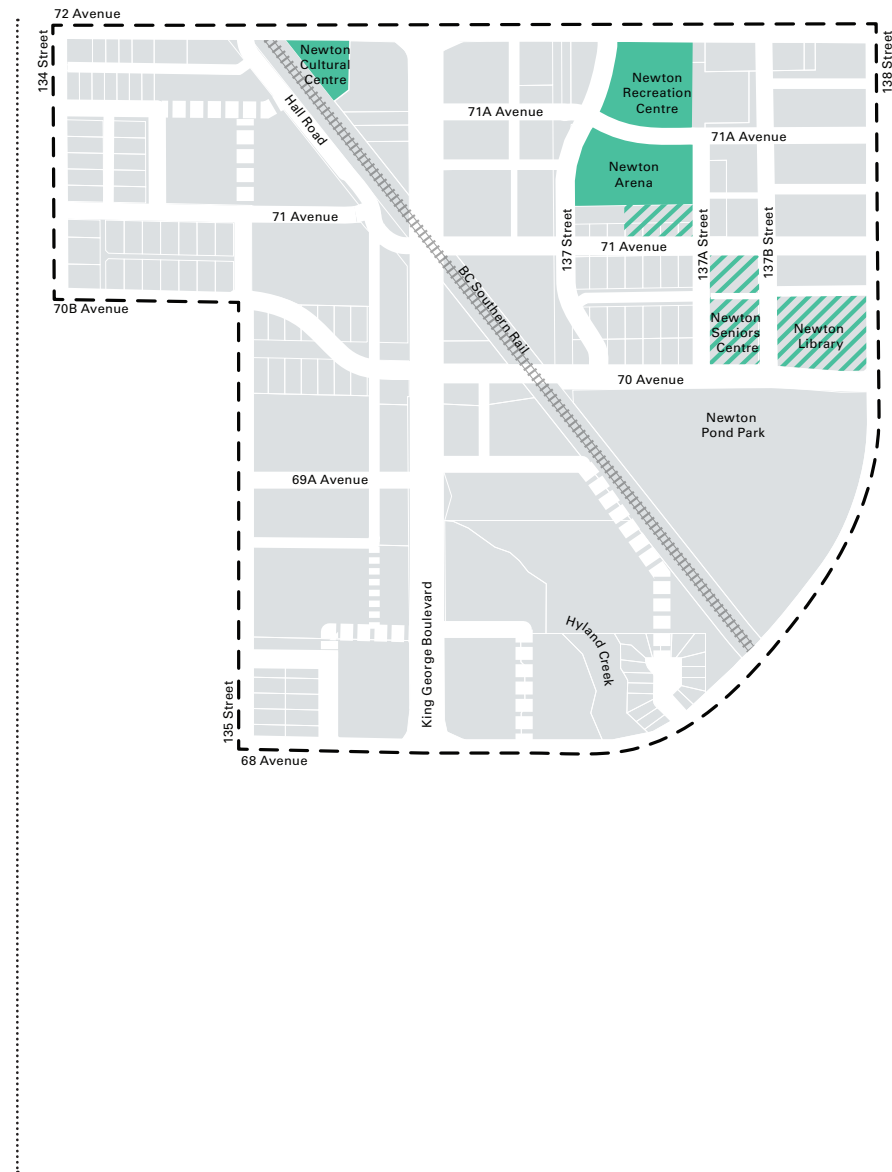 72 Avenue
134 Street
138 Street
Newton
Cultural
Centre
Newton
Recreation
Centre
Hall Road
71A Avenue
71A Avenue
Newton
Arena
71 Avenue
137 Street
71 Avenue
137A Street
137B Street
BC Southern Rail
70B Avenue
Newton
Seniors
Centre
Newton
Library
70 Avenue
Newton
Pond Park
69A Avenue
King George Boulevard
Hyland Creek
135 Street
68 Avenue